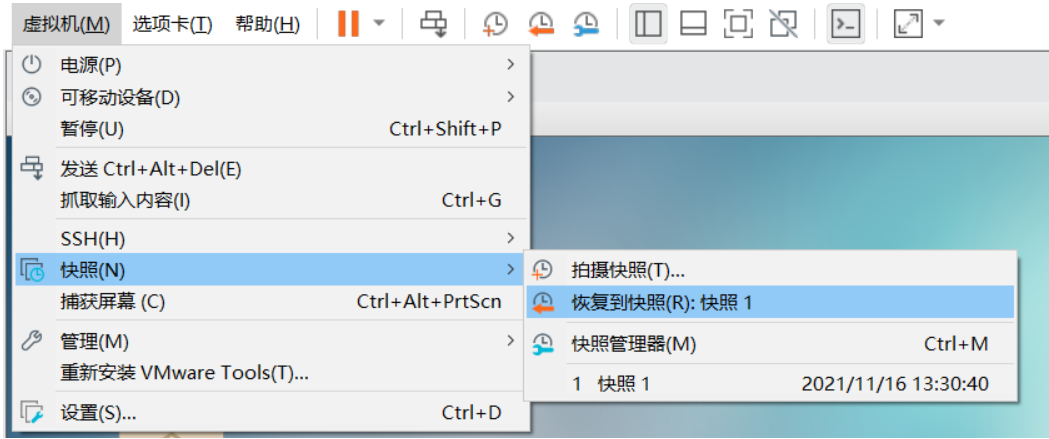 虚拟机(M) 选项卡(T) 帮助(H)
电源(P)
可移动设备(D)
暂停(U) Ctrl+Shift+P
发送 Ctrl+Alt+Del(E)
抓取输入内容(I) Ctrl+G
SSH(H)
快照(N)
拍摄快照(T)...
捕获屏幕 (C) Ctrl+Alt+PrtScn
恢复到快照(R): 快照 1
管理(M)
快照管理器(M) Ctrl+M
重新安装 VMware Tools(T)...
1 快照 1 2021/11/16 13:30:40
设置(S)... Ctrl+D